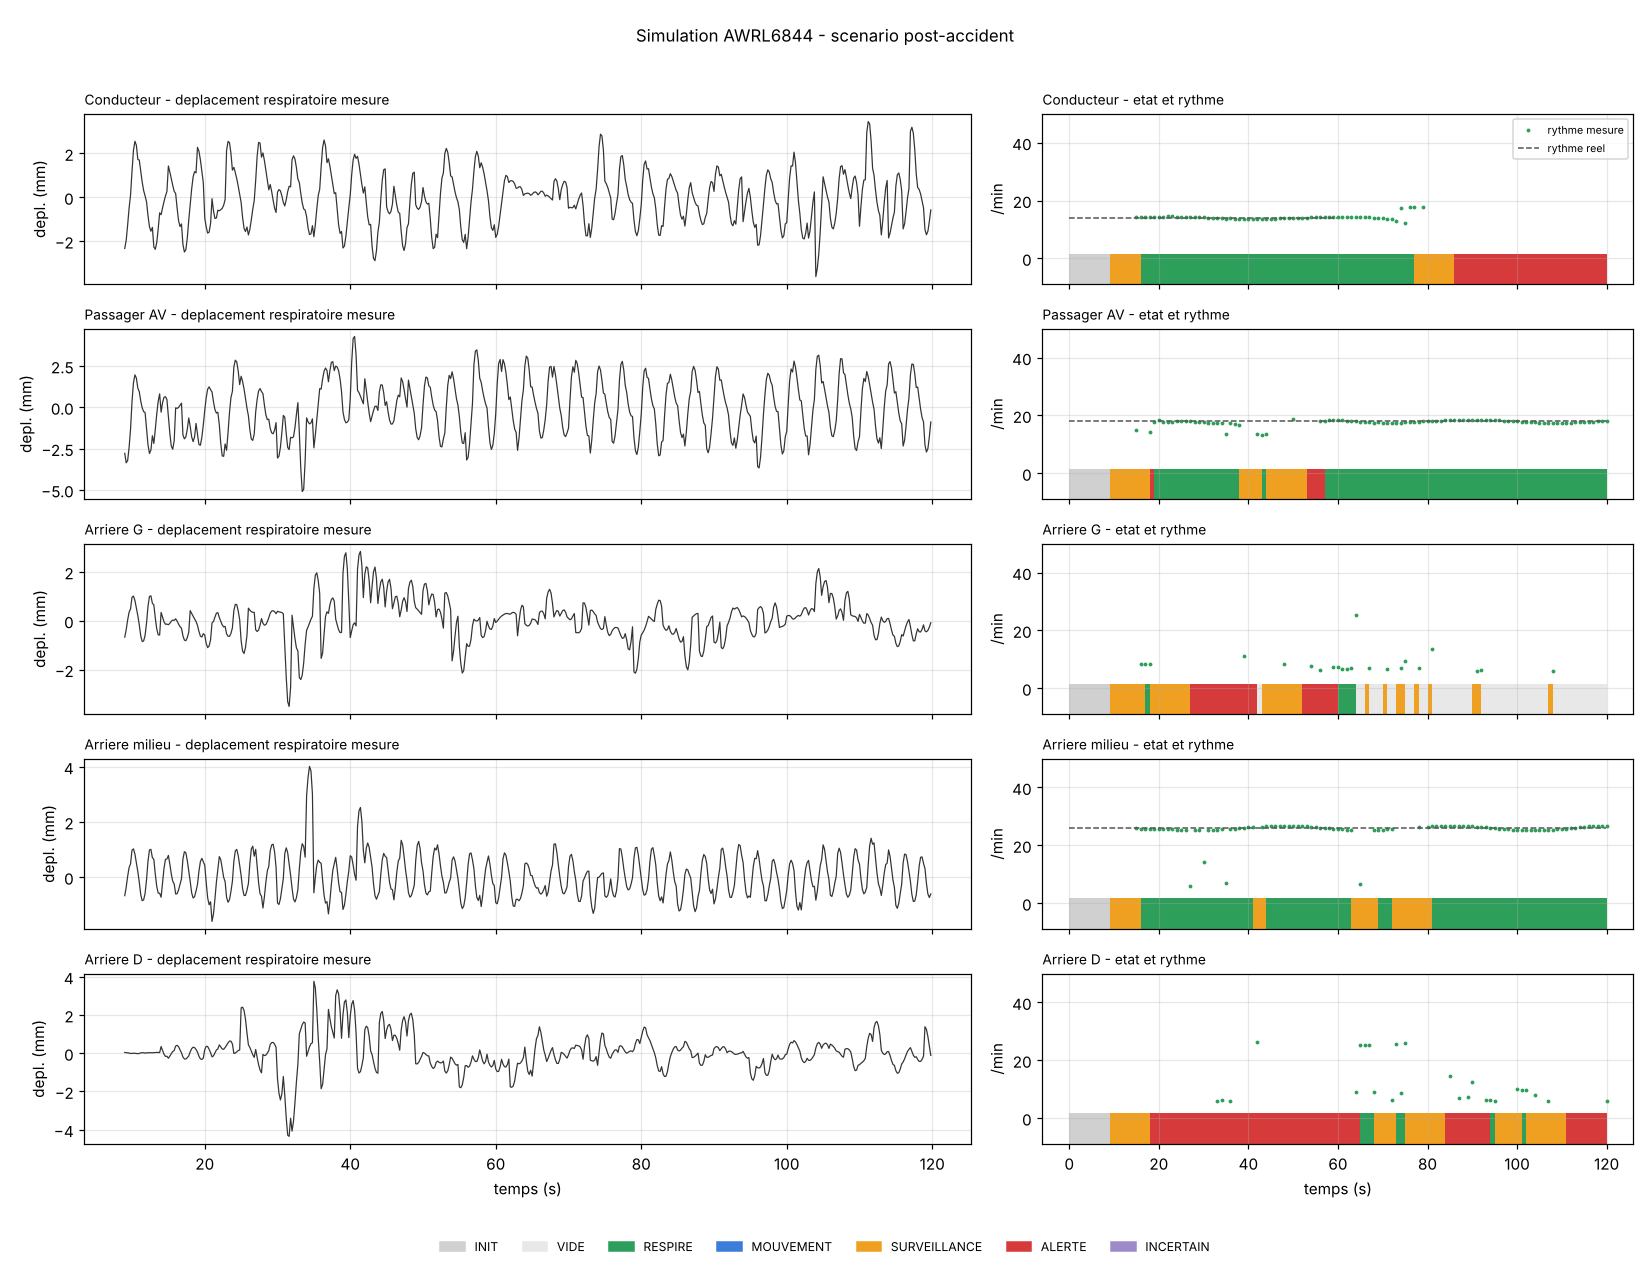 Simulation AWRL6844 - scenario post-accident
Conducteur - deplacement respiratoire mesure
depl. (mm)
2
0
−2
Conducteur - etat et rythme
/min
40
20
0
rythme mesure
rythme reel
Passager AV - deplacement respiratoire mesure
depl. (mm)
2.5
0.0
−2.5
−5.0
Passager AV - etat et rythme
/min
40
20
0
Arriere G - deplacement respiratoire mesure
depl. (mm)
2
0
−2
Arriere G - etat et rythme
/min
40
20
0
Arriere milieu - deplacement respiratoire mesure
depl. (mm)
4
2
0
Arriere milieu - etat et rythme
/min
40
20
0
Arriere D - deplacement respiratoire mesure
depl. (mm)
4
2
0
−2
−4
20 40 60 80 100 120
temps (s)
Arriere D - etat et rythme
/min
40
20
0
0 20 40 60 80 100 120
temps (s)
INIT VIDE RESPIRE MOUVEMENT SURVEILLANCE ALERTE INCERTAIN